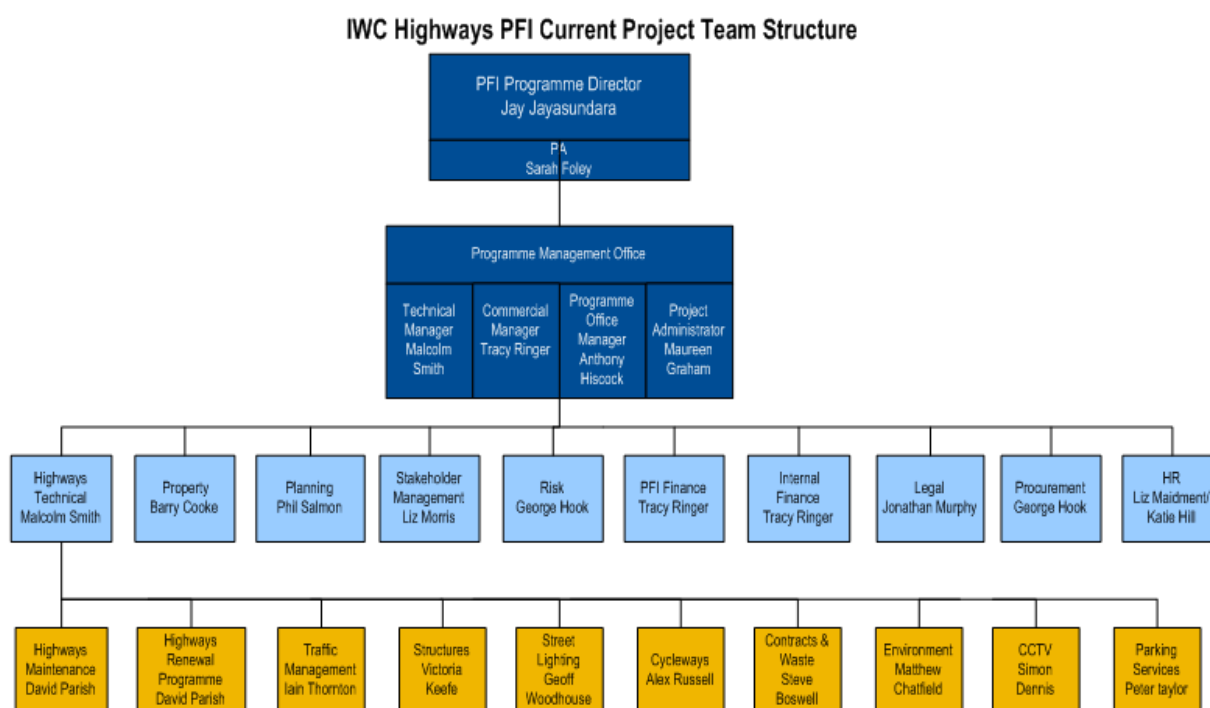 IWC Highways PFI Current Project Team Structure
PFI Programme Director
Jay Jayasundara
PA
Sarah Foley
Programme Management Office
Technical
Manager
Malcolm
Smith
Commercial
Manager
Tracy Ringer
Programme
Office
Manager
Anthony
Hiscock
Project
Administrator
Maureen
Graham
Highways
Technical
Malcolm Smith
Property
Barry Cooke
Planning
Phil Salmon
Stakeholder
Management
Liz Morris
Risk
George Hook
PFI Finance
Tracy Ringer
Internal
Finance
Tracy Ringer
Legal
Jonathan Murphy
Procurement
George Hook
HR
Liz Maidment/
Katie Hill
Highways
Maintenance
David Parish
Highways
Renewal
Programme
David Parish
Traffic
Management
Iain Thornton
Structures
Victoria
Keefe
Street
Lighting
Geoff
Woodhouse
Cycleways
Alex Russell
Contracts &
Waste
Steve
Boswell
Environment
Matthew
Chatfield
CCTV
Simon
Dennis
Parking
Services
Peter taylor